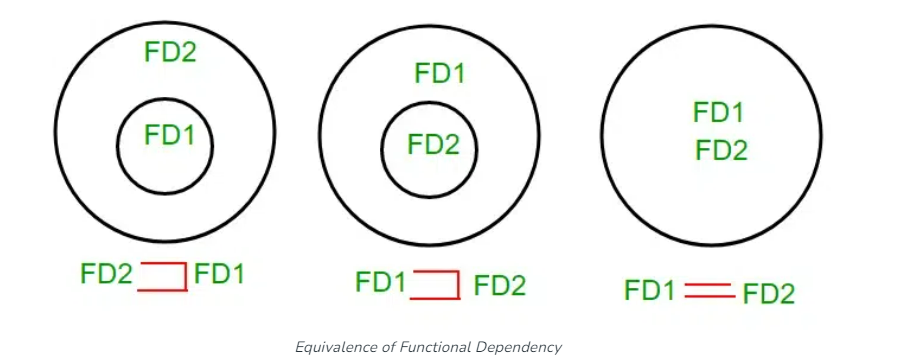 FD2
FD1
FD2 FD1
FD1
FD2
FD1 FD2
FD1
FD2
FD1 = FD2
Equivalence of Functional Dependency